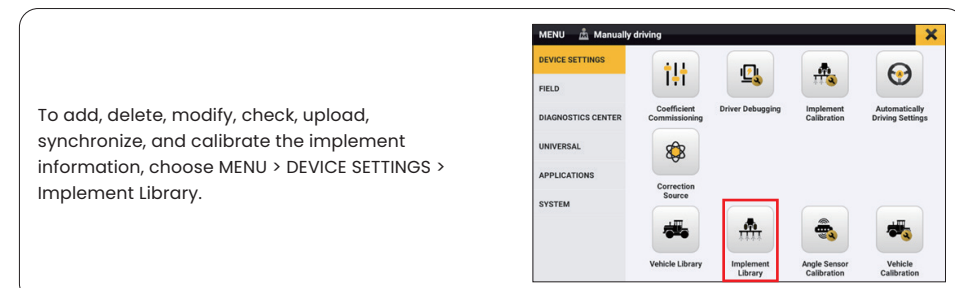 To add, delete, modify, check, upload,
synchronize, and calibrate the implement
information, choose MENU > DEVICE SETTINGS >
Implement Library.
MENU Manually driving
DEVICE SETTINGS
FIELD
DIAGNOSTICS CENTER
UNIVERSAL
APPLICATIONS
SYSTEM
Coefficient
Commissioning
Driver Debugging
Implement
Calibration
Automatically
Driving Settings
Correction
Source
Vehicle Library
Implement
Library
Angle Sensor
Calibration
Vehicle
Calibration